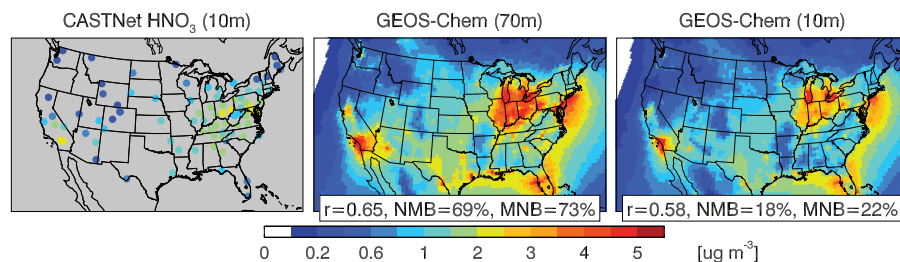 CASTNet HNO3 (10m)
GEOS-Chem (70m)
GEOS-Chem (10m)
r=0.65, NMB=69%, MNB=73%
r=0.58, NMB=18%, MNB=22%
0 0.2 0.6 1 2 3 4 5 [ug m-3]